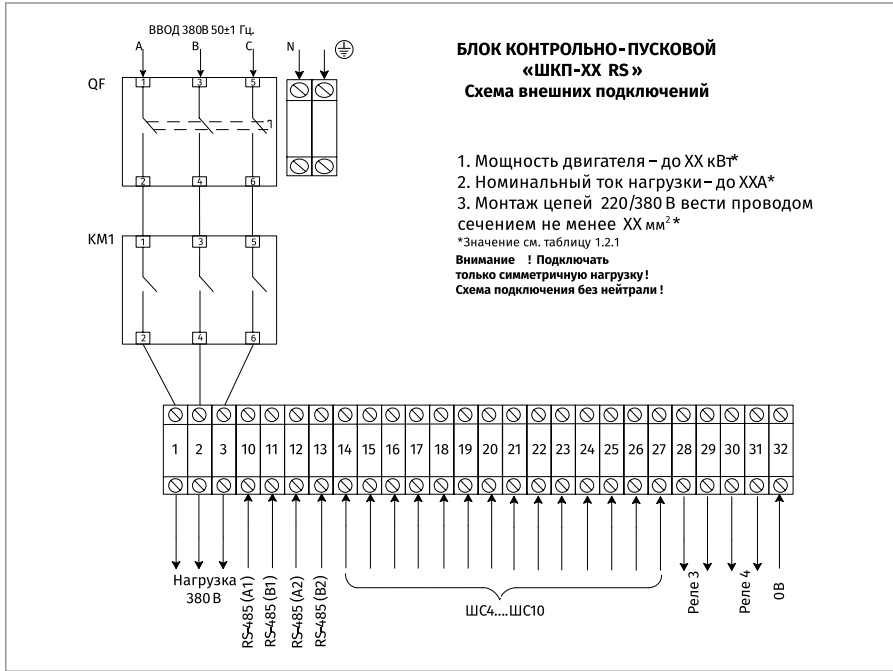 ВВОД 380В 50±1 Гц.
A B C N
QF
1 3 5
2 4 6
KM1
1 3 5
2 4 6
БЛОК КОНТРОЛЬНО-ПУСКОВОЙ
«ШКП-ХХ RS»
Схема внешних подключений
1. Мощность двигателя – до ХХ кВт*
2. Номинальный ток нагрузки – до ХХА*
3. Монтаж цепей 220/380 В вести проводом
сечением не менее ХХ мм²*
*Значение см. таблицу 1.2.1
Внимание ! Подключать
только симметричную нагрузку!
Схема подключения без нейтрали!
1 2 3 10 11 12 13 14 15 16 17 18 19 20 21 22 23 24 25 26 27 28 29 30 31 32
Нагрузка
380В
RS-485 (A1)
RS-485 (B1)
RS-485 (A2)
RS-485 (B2)
ШС4....ШС10
Реле 3
Реле 4
0 В